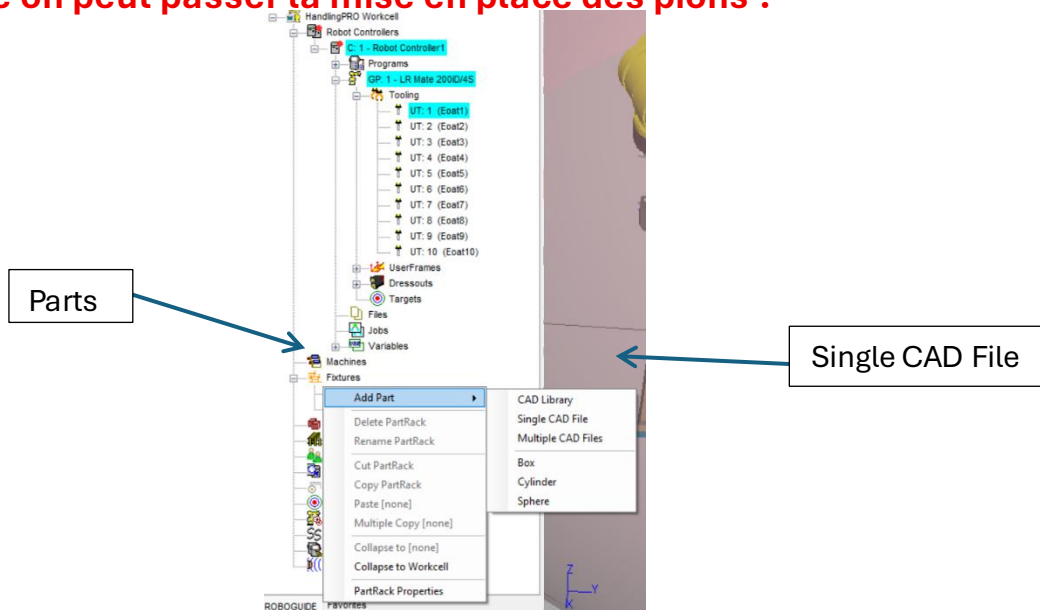 e on peut passer la mise en place des pions :
HandlingPRO Workcell
Robot Controllers
C: 1 - Robot Controller1
Programs
GP: 1 - LR Mate 200iD/4S
Tooling
UT: 1 (Eoat1)
UT: 2 (Eoat2)
UT: 3 (Eoat3)
UT: 4 (Eoat4)
UT: 5 (Eoat5)
UT: 6 (Eoat6)
UT: 7 (Eoat7)
UT: 8 (Eoat8)
UT: 9 (Eoat9)
UT: 10 (Eoat10)
UserFrames
Dressouts
Targets
Files
Jobs
Variables
Machines
Fixtures
Parts
Single CAD File
Add Part
Delete PartRack
Rename PartRack
Cut PartRack
Copy PartRack
Paste [none]
Multiple Copy [none]
Collapse to [none]
Collapse to Workcell
PartRack Properties
CAD Library
Single CAD File
Multiple CAD Files
Box
Cylinder
Sphere
SS
Z
Y
X
ROBOGUIDE Favorites